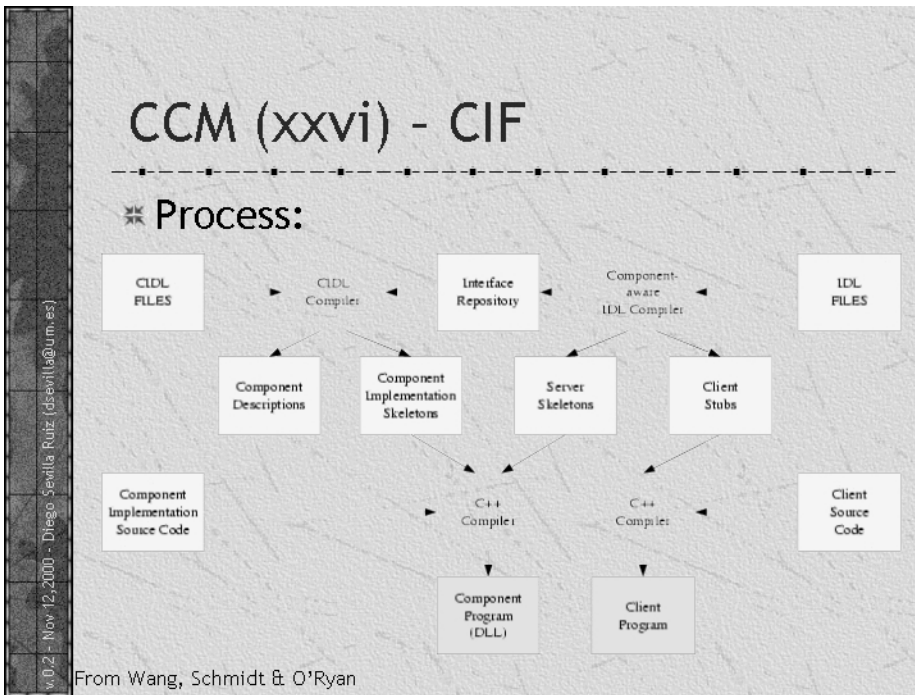 CCM (xxvi) - CIF
Process:
CIDL
FILES
CIDL
Compiler
Interface
Repository
Component-
aware
IDL Compiler
IDL
FILES
Component
Descriptions
Component
Implementation
Skeletons
Server
Skeletons
Client
Stubs
Component
Implementation
Source Code
C++
Compiler
C++
Compiler
Client
Source
Code
Component
Program
(DLL)
Client
Program
From Wang, Schmidt & O'Ryan
v.0.2 - Nov 12,2000 - Diego Sevilla Ruiz (dsevilla@um.es)